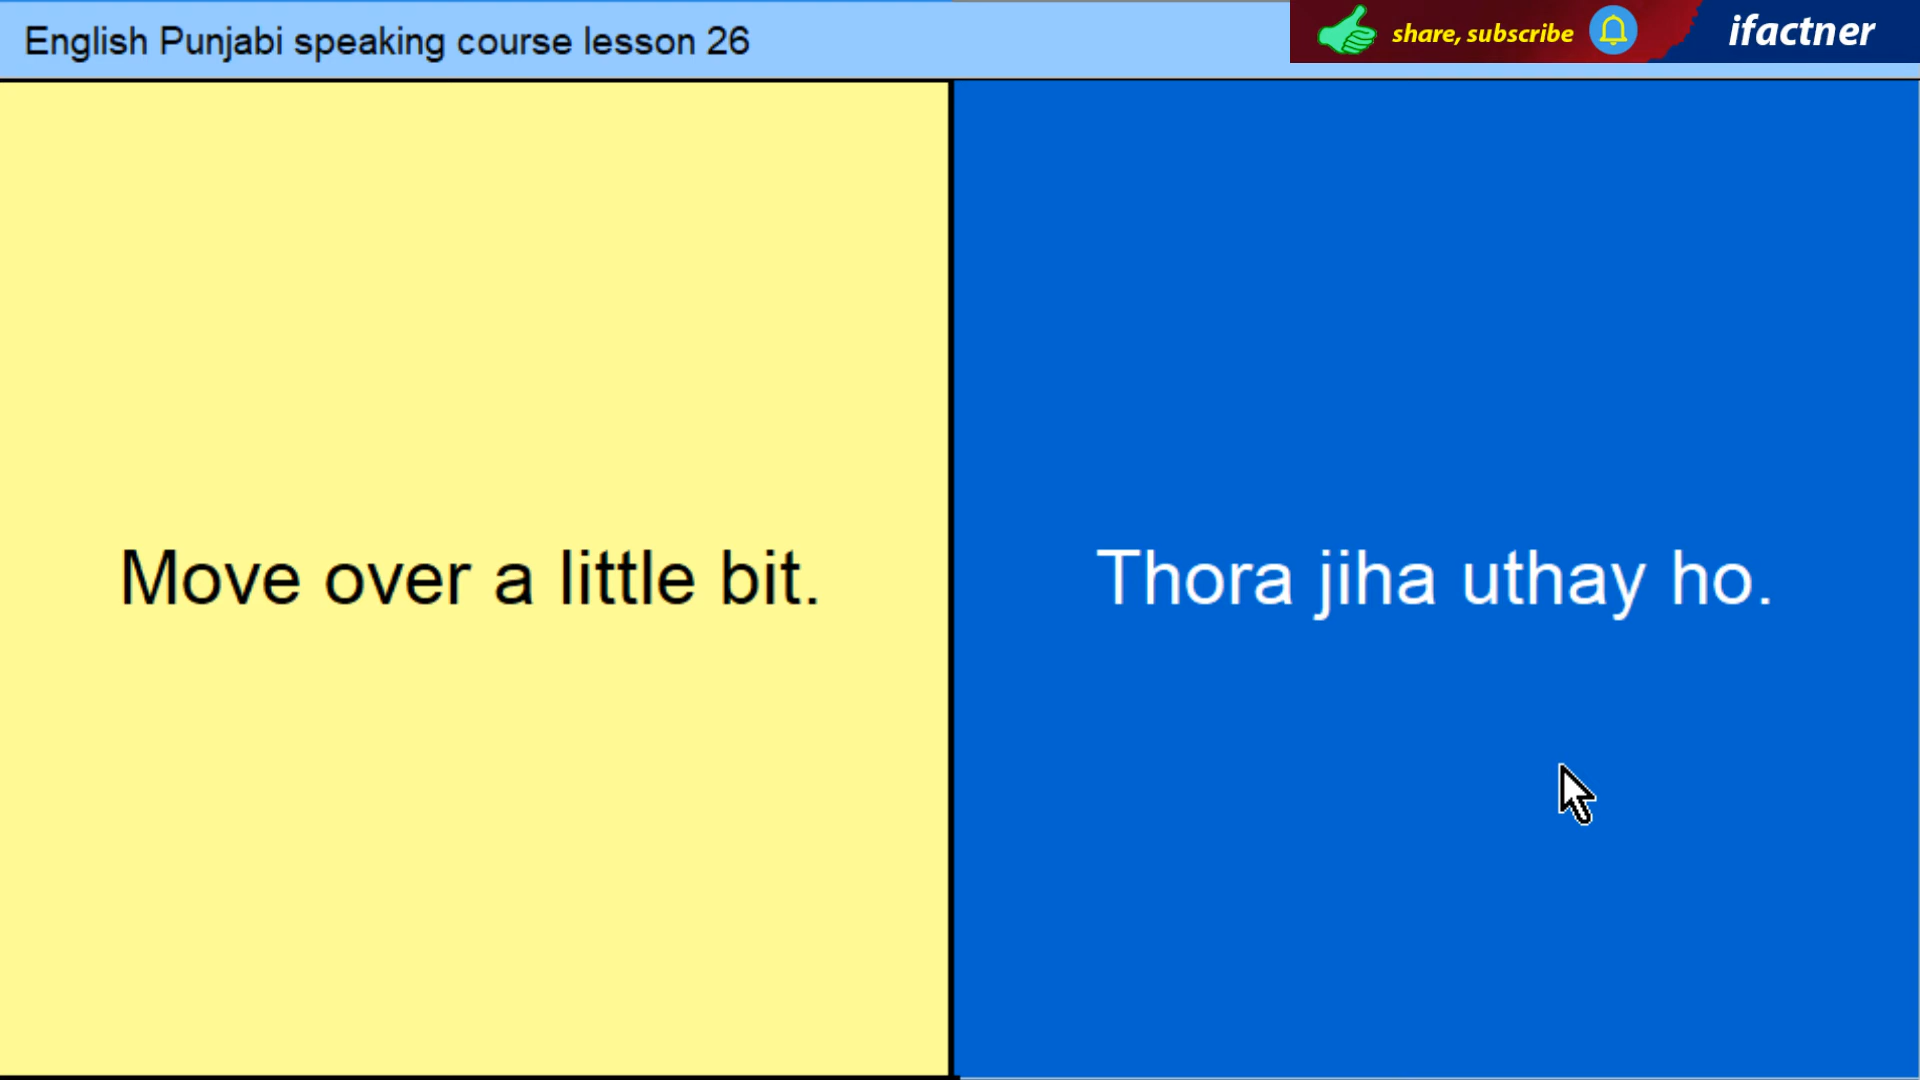 English Punjabi speaking course lesson 26
share, subscribe
ifactner
Move over a little bit.
Thora jiha uthay ho.